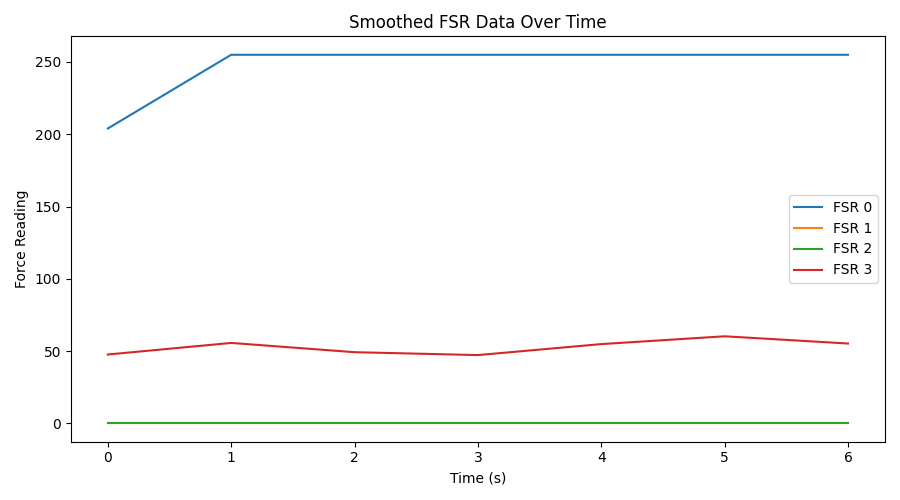 Smoothed FSR Data Over Time
Force Reading
250
200
150
100
50
0
0 1 2 3 4 5 6
Time (s)
FSR 0
FSR 1
FSR 2
FSR 3